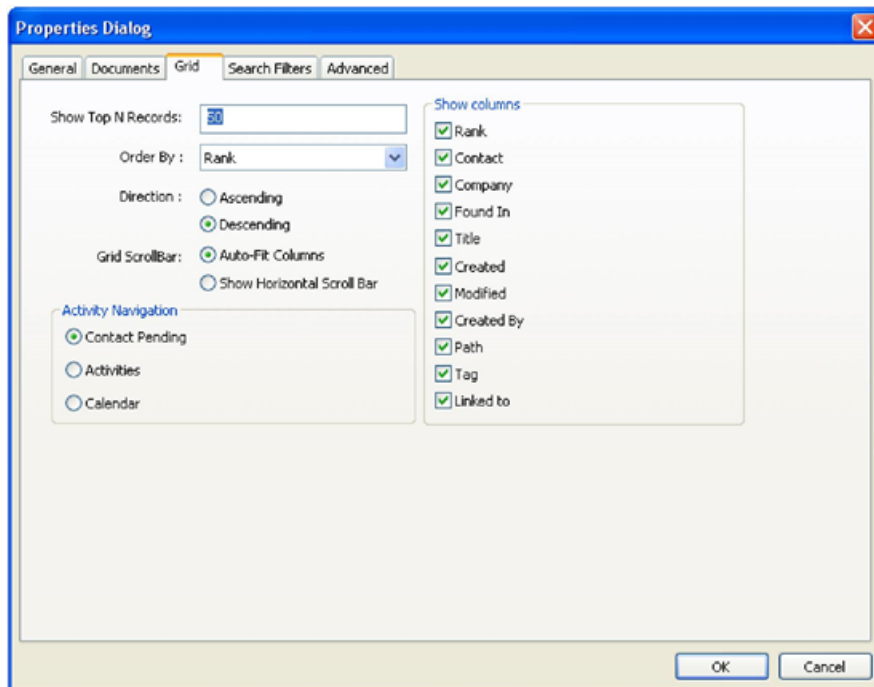 Properties Dialog
General Documents Grid Search Filters Advanced
Show Top N Records: 50
Order By : Rank
Direction : Ascending
Descending
Grid ScrollBar: Auto-Fit Columns
Show Horizontal Scroll Bar
Activity Navigation
Contact Pending
Activities
Calendar
Show columns
Rank
Contact
Company
Found In
Title
Created
Modified
Created By
Path
Tag
Linked to
OK Cancel